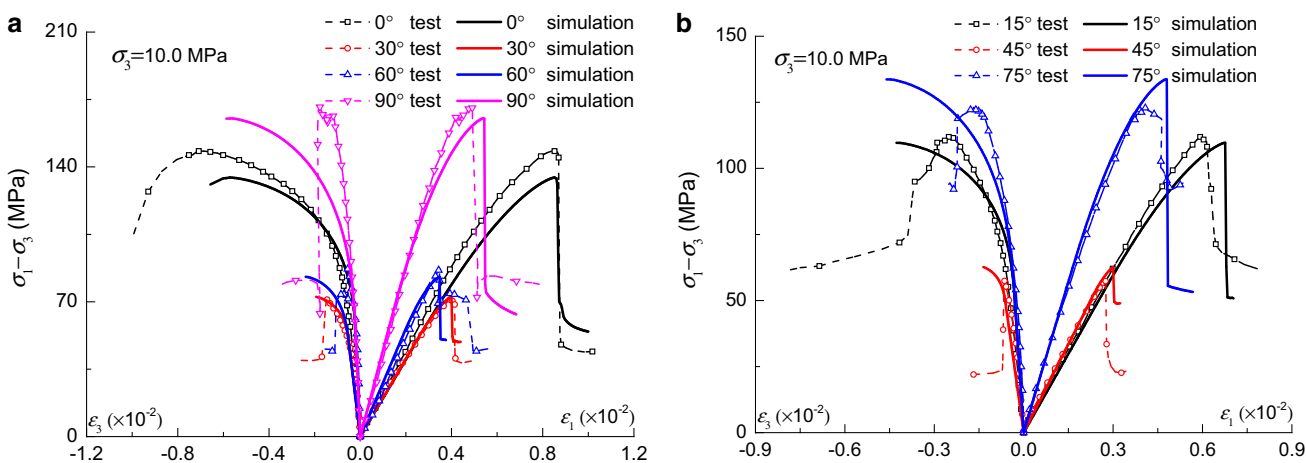 a
210
140
70
0
σ1–σ3 (MPa)
σ3=10.0 MPa
0° test 0° simulation
30° test 30° simulation
60° test 60° simulation
90° test 90° simulation
ε3 (×10-2) ε1 (×10-2)
-1.2 -0.8 -0.4 0.0 0.4 0.8 1.2
b
150
100
50
0
σ1–σ3 (MPa)
σ3=10.0 MPa
15° test 15° simulation
45° test 45° simulation
75° test 75° simulation
ε3 (×10-2) ε1 (×10-2)
-0.9 -0.6 -0.3 0.0 0.3 0.6 0.9